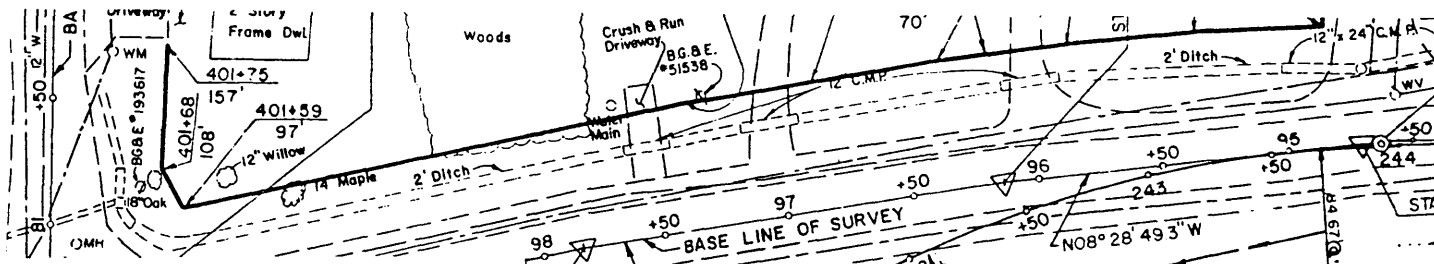 Driveway
2 Story
Frame Dwl.
Woods
Crush & Run
Driveway
B.G.&E.
#51538
70'
12" x 24' C.M.P.
2' Ditch
12" C.M.P.
WV
BA
12' W
+50
WM
BG&E #193617
401+75
157'
401+68
108'
401+59
97'
12" Willow
18" Oak
14" Maple
2' Ditch
Water
Main
81
MH
98
+50
97
+50
96
+50
95
+50
244
243
+50
BASE LINE OF SURVEY
N08° 28' 49.3" W
84.67'
STA